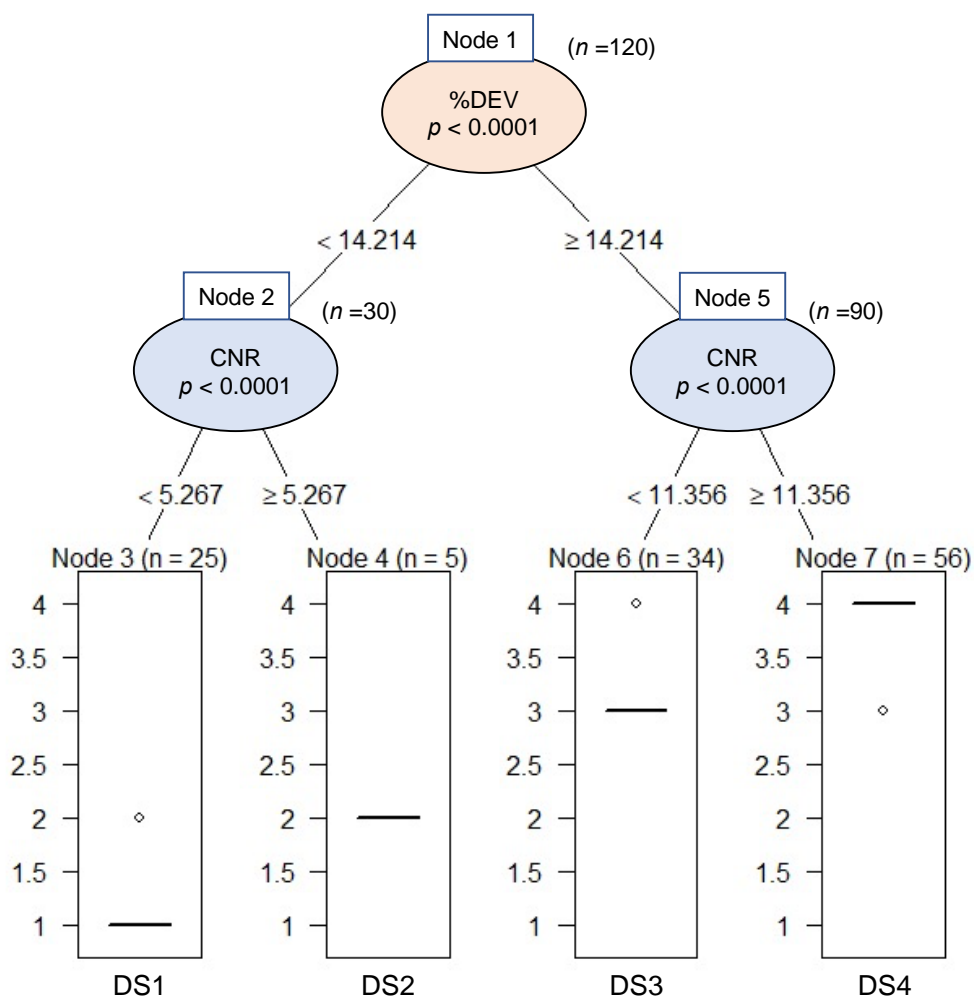 Node 1
(n =120)
%DEV
p < 0.0001
< 14.214
≥ 14.214
Node 2
(n =30)
CNR
p < 0.0001
Node 5
(n =90)
CNR
p < 0.0001
< 5.267
≥ 5.267
< 11.356
≥ 11.356
Node 3 (n = 25)
4
3.5
3
2.5
2
1.5
1
DS1
Node 4 (n = 5)
4
3.5
3
2.5
2
1.5
1
DS2
Node 6 (n = 34)
4
3.5
3
2.5
2
1.5
1
DS3
Node 7 (n = 56)
4
3.5
3
2.5
2
1.5
1
DS4